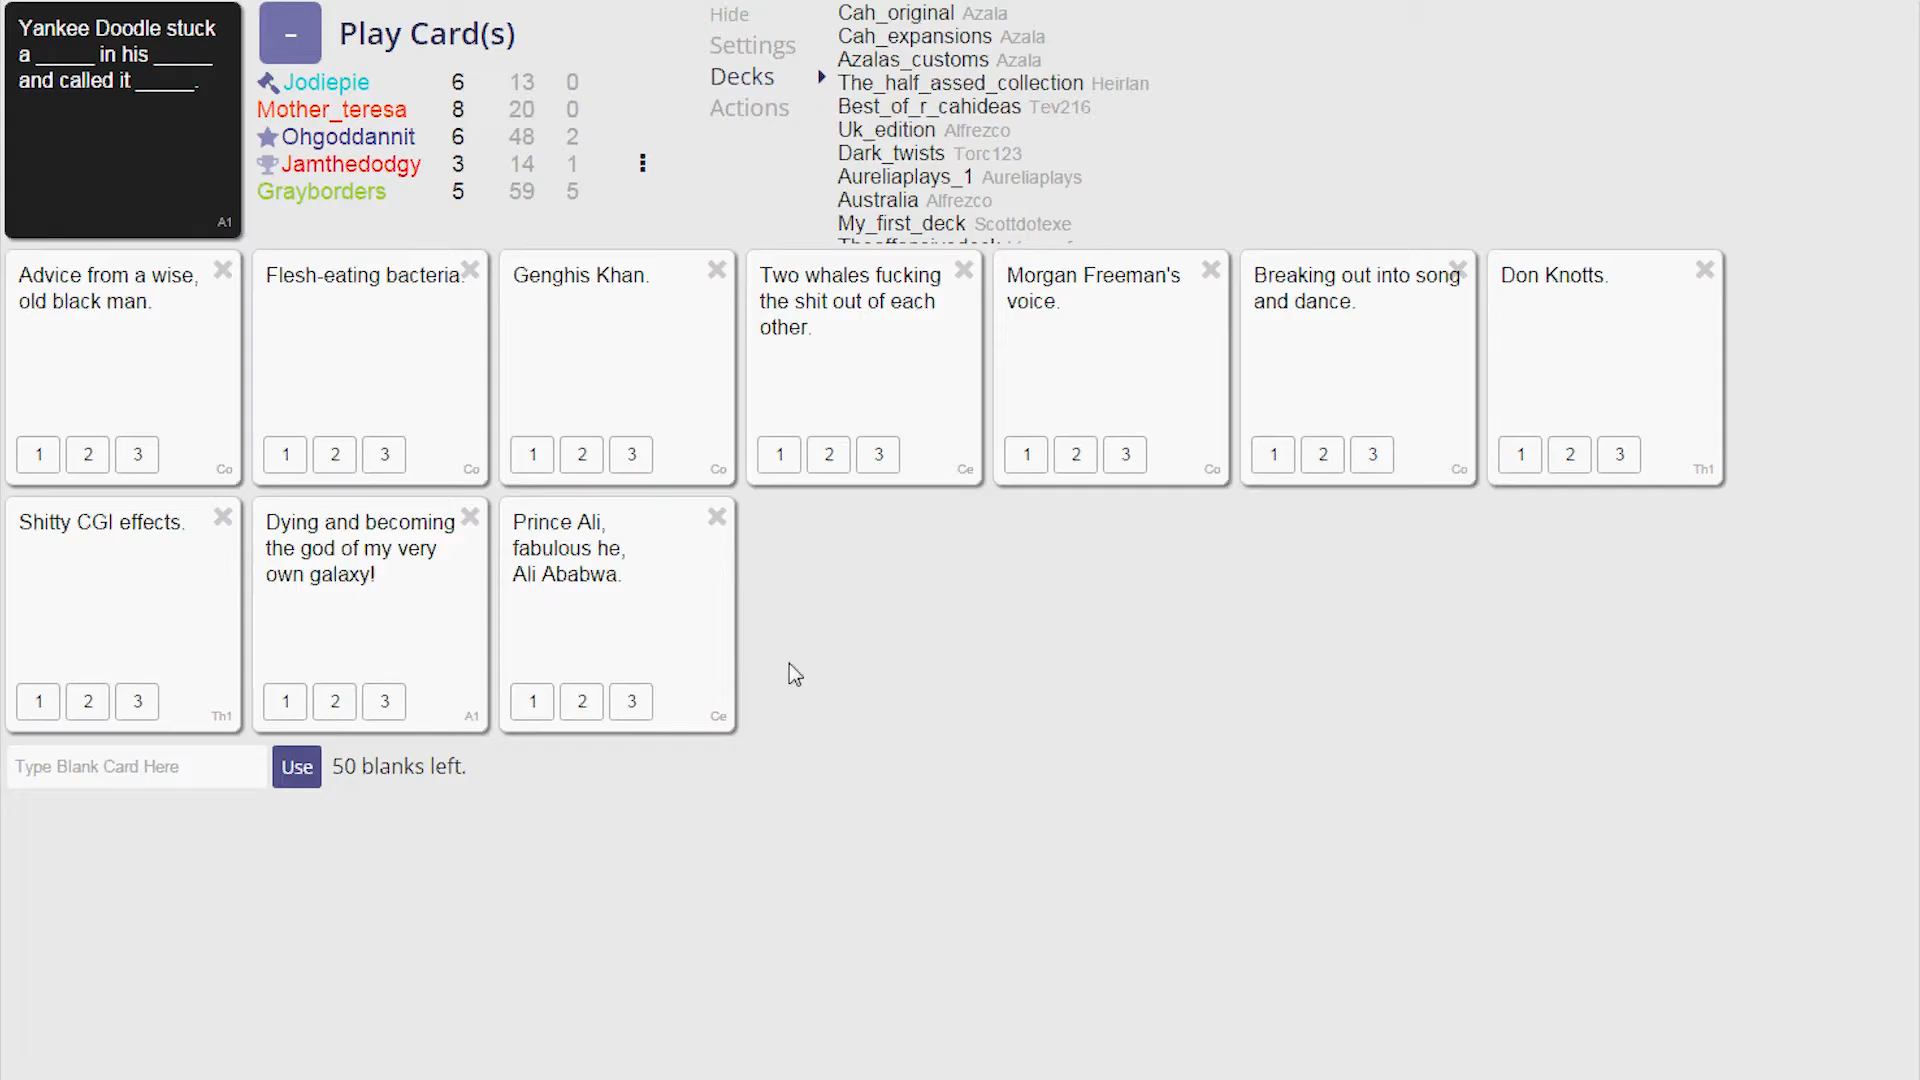 Yankee Doodle stuck
a _____ in his _____
and called it _____.
A1
-
Play Card(s)
Jodiepie 6 13 0
Mother_teresa 8 20 0
Ohgoddannit 6 48 2
Jamthedodgy 3 14 1
Grayborders 5 59 5
Hide
Settings
Decks
Actions
Cah_original Azala
Cah_expansions Azala
Azalas_customs Azala
The_half_assed_collection Heirlan
Best_of_r_cahideas Tev216
Uk_edition Alfrezco
Dark_twists Torc123
Aureliaplays_1 Aureliaplays
Australia Alfrezco
My_first_deck Scottdotexe
Advice from a wise,
old black man.
1 2 3
Co
Flesh-eating bacteria.
1 2 3
Co
Genghis Khan.
1 2 3
Co
Two whales fucking
the shit out of each
other.
1 2 3
Ce
Morgan Freeman's
voice.
1 2 3
Co
Breaking out into song
and dance.
1 2 3
Co
Don Knotts.
1 2 3
Th1
Shitty CGI effects.
1 2 3
Th1
Dying and becoming
the god of my very
own galaxy!
1 2 3
A1
Prince Ali,
fabulous he,
Ali Ababwa.
1 2 3
Ce
Type Blank Card Here
Use
50 blanks left.